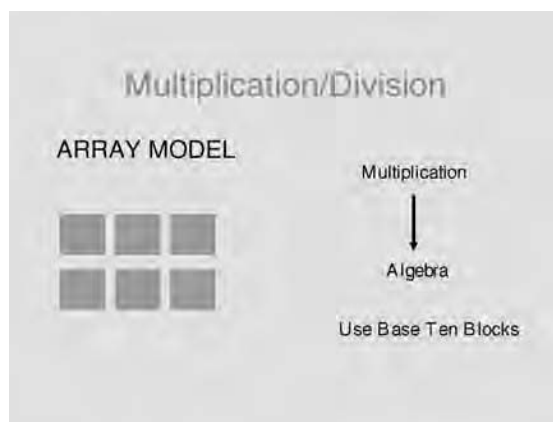 Multiplication/Division
ARRAY MODEL
Multiplication
Algebra
Use Base Ten Blocks